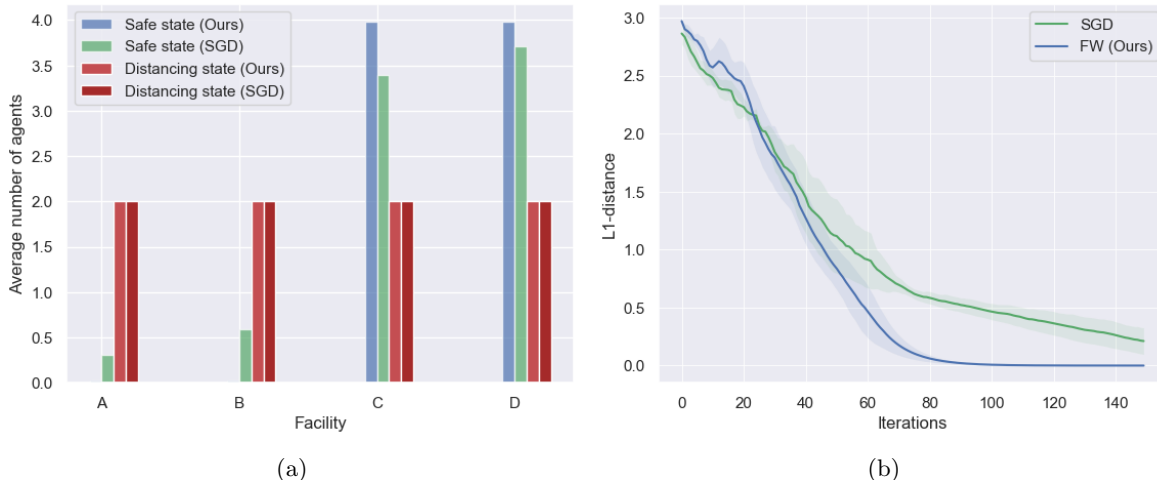 Safe state (Ours)
Safe state (SGD)
Distancing state (Ours)
Distancing state (SGD)
Average number of agents
4.0
3.5
3.0
2.5
2.0
1.5
1.0
0.5
0.0
A
B
C
D
Facility
(a)
SGD
FW (Ours)
L1-distance
3.0
2.5
2.0
1.5
1.0
0.5
0.0
0
20
40
60
80
100
120
140
Iterations
(b)